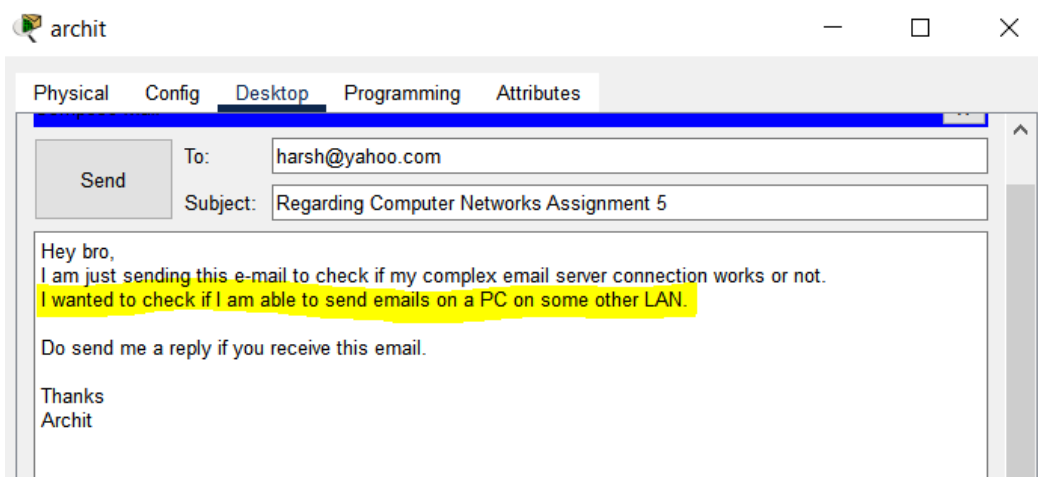 archit
Physical Config Desktop Programming Attributes
Send
To: harsh@yahoo.com
Subject: Regarding Computer Networks Assignment 5
Hey bro,
I am just sending this e-mail to check if my complex email server connection works or not.
I wanted to check if I am able to send emails on a PC on some other LAN.
Do send me a reply if you receive this email.
Thanks
Archit